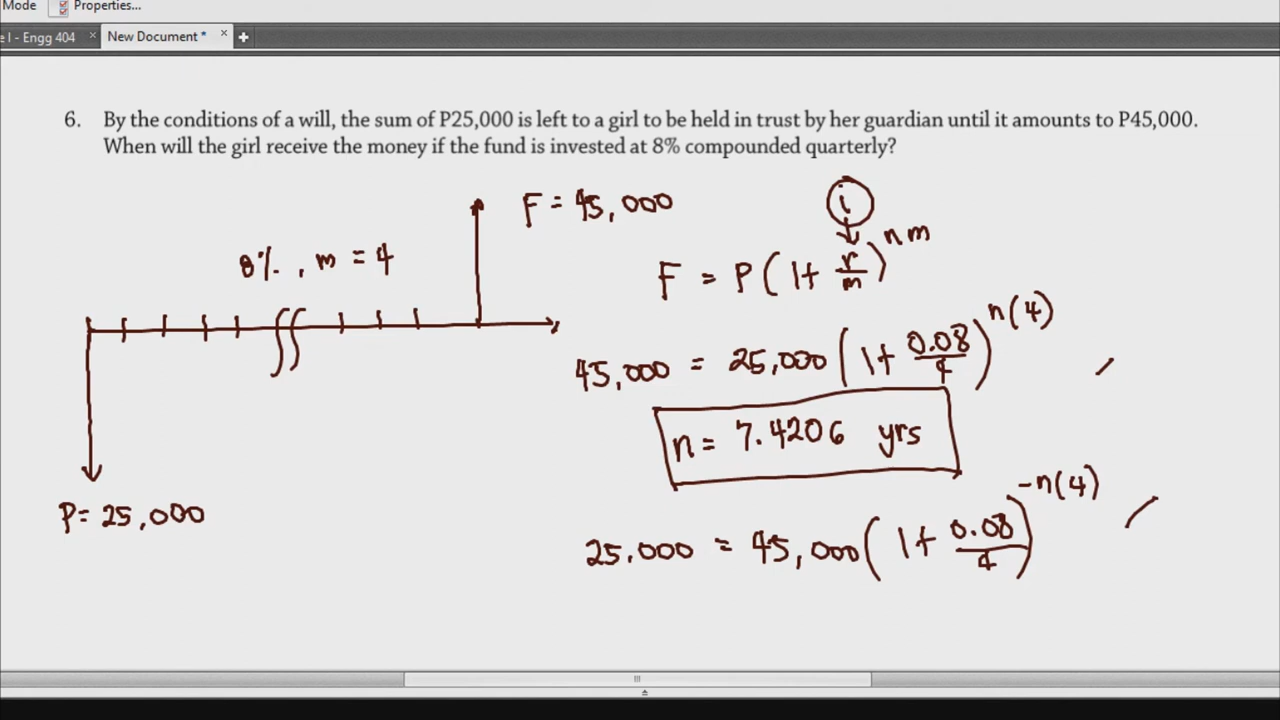 Mode Properties...
e I - Engg 404 × New Document * × +
6. By the conditions of a will, the sum of P25,000 is left to a girl to be held in trust by her guardian until it amounts to P45,000.
When will the girl receive the money if the fund is invested at 8% compounded quarterly?
F = 45,000
i
8%, m = 4
F = P(1+ r/m)^nm
45,000 = 25,000(1+ 0.08/4)^n(4)
n = 7.4206 yrs
P = 25,000
25.000 = 45,000(1+ 0.08/4)^-n(4)